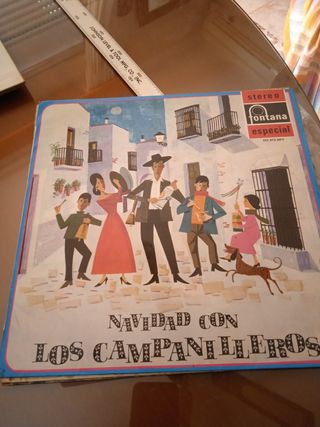 stereo
fontana
especial
NAVIDAD CON
LOS CAMPANILLEROS